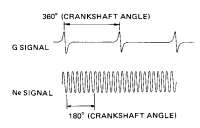 360° (CRANKSHAFT ANGLE)
G SIGNAL
Ne SIGNAL
180° (CRANKSHAFT ANGLE)